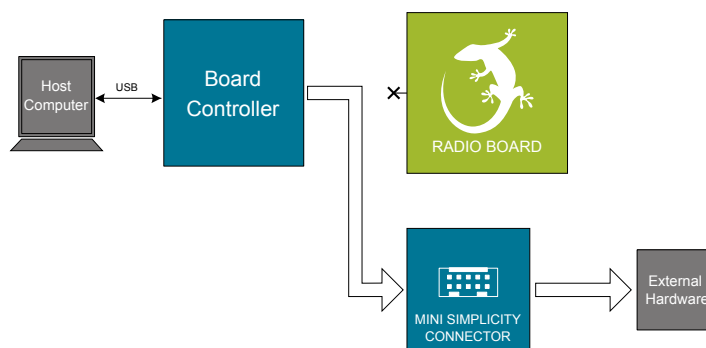 Host
Computer
USB
Board
Controller
RADIO BOARD
MINI SIMPLICITY
CONNECTOR
External
Hardware